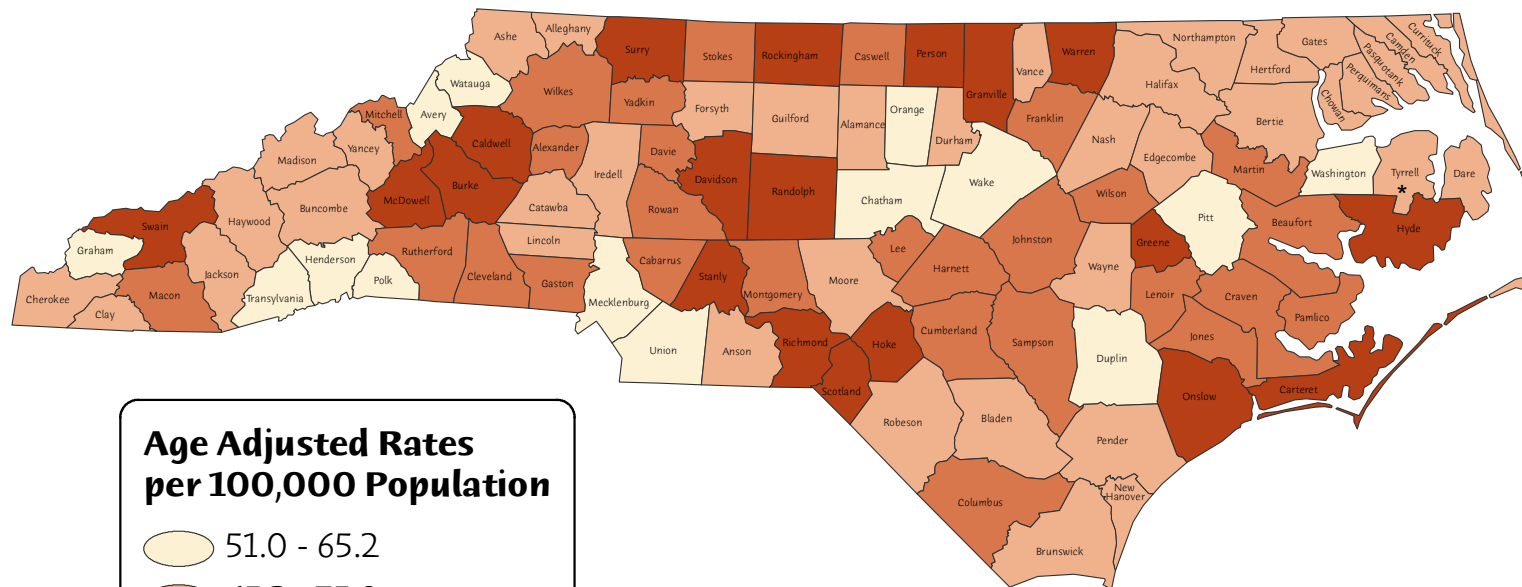 Ashe
Alleghany
Surry
Stokes
Rockingham
Caswell
Person
Granville
Vance
Warren
Northampton
Gates
Currituck
Camden
Pasquotank
Perquimans
Chowan
Hertford
Halifax
Watauga
Wilkes
Yadkin
Forsyth
Guilford
Alamance
Orange
Durham
Franklin
Nash
Edgecombe
Bertie
Mitchell
Avery
Caldwell
Alexander
Iredell
Davie
Davidson
Randolph
Chatham
Wake
Wilson
Martin
Washington
Tyrrell
*
Dare
Madison
Yancey
Buncombe
McDowell
Burke
Catawba
Rowan
Swain
Haywood
Graham
Cherokee
Clay
Macon
Jackson
Transylvania
Henderson
Polk
Rutherford
Cleveland
Lincoln
Gaston
Mecklenburg
Cabarrus
Stanly
Montgomery
Moore
Lee
Harnett
Johnston
Wayne
Greene
Pitt
Beaufort
Hyde
Lenoir
Craven
Pamlico
Jones
Union
Anson
Richmond
Scotland
Hoke
Cumberland
Sampson
Duplin
Onslow
Carteret
Robeson
Bladen
Pender
Columbus
New
Hanover
Brunswick
Age Adjusted Rates
per 100,000 Population
51.0 - 65.2